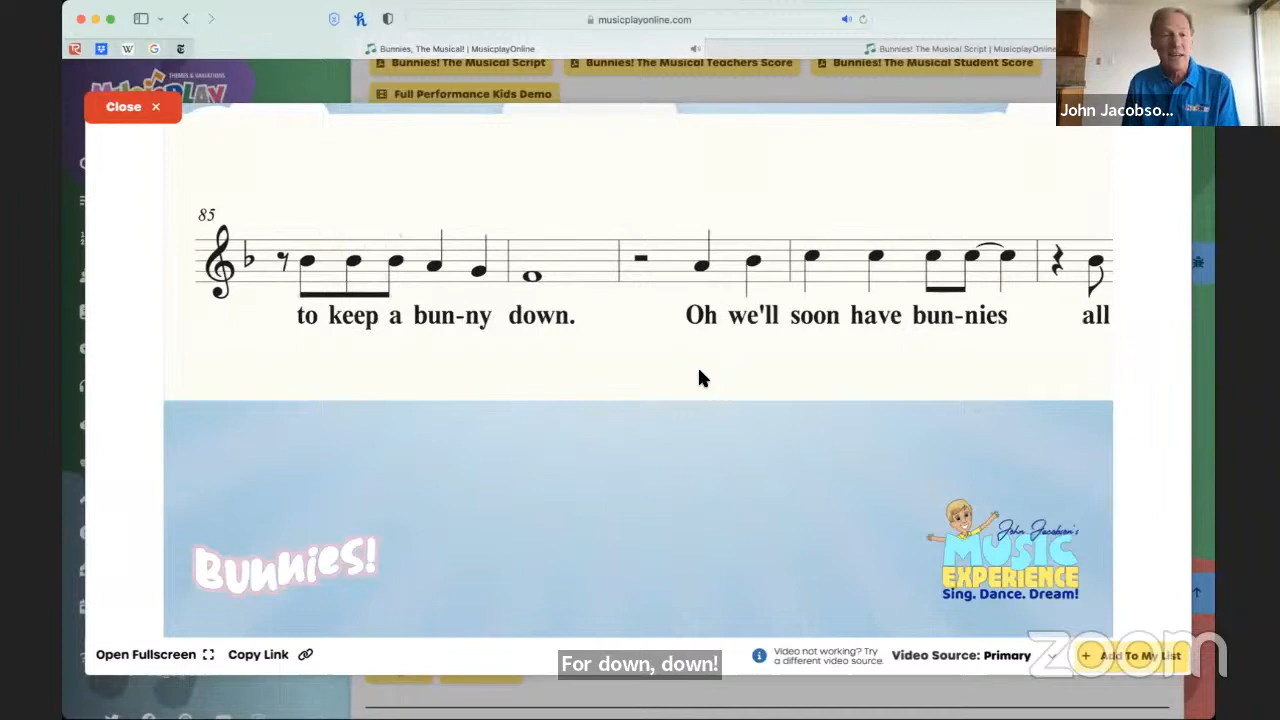 musicplayonline.com
Bunnies, The Musical! | MusicplayOnline
Bunnies! The Musical Script | MusicplayOnline
THEMES & VARIATIONS
MUSICPLAY
Bunnies! The Musical Script
Bunnies! The Musical Teachers Score
Bunnies! The Musical Student Score
Full Performance Kids Demo
Close ×
John Jacobso...
85
to keep a bun-ny down. Oh we'll soon have bun-nies all
Bunnies!
John Jacobson's
MUSIC
EXPERIENCE
Sing. Dance. Dream!
Open Fullscreen
Copy Link
Video not working? Try
a different video source.
Video Source: Primary
+ Add To My List
zoom
For down, down!